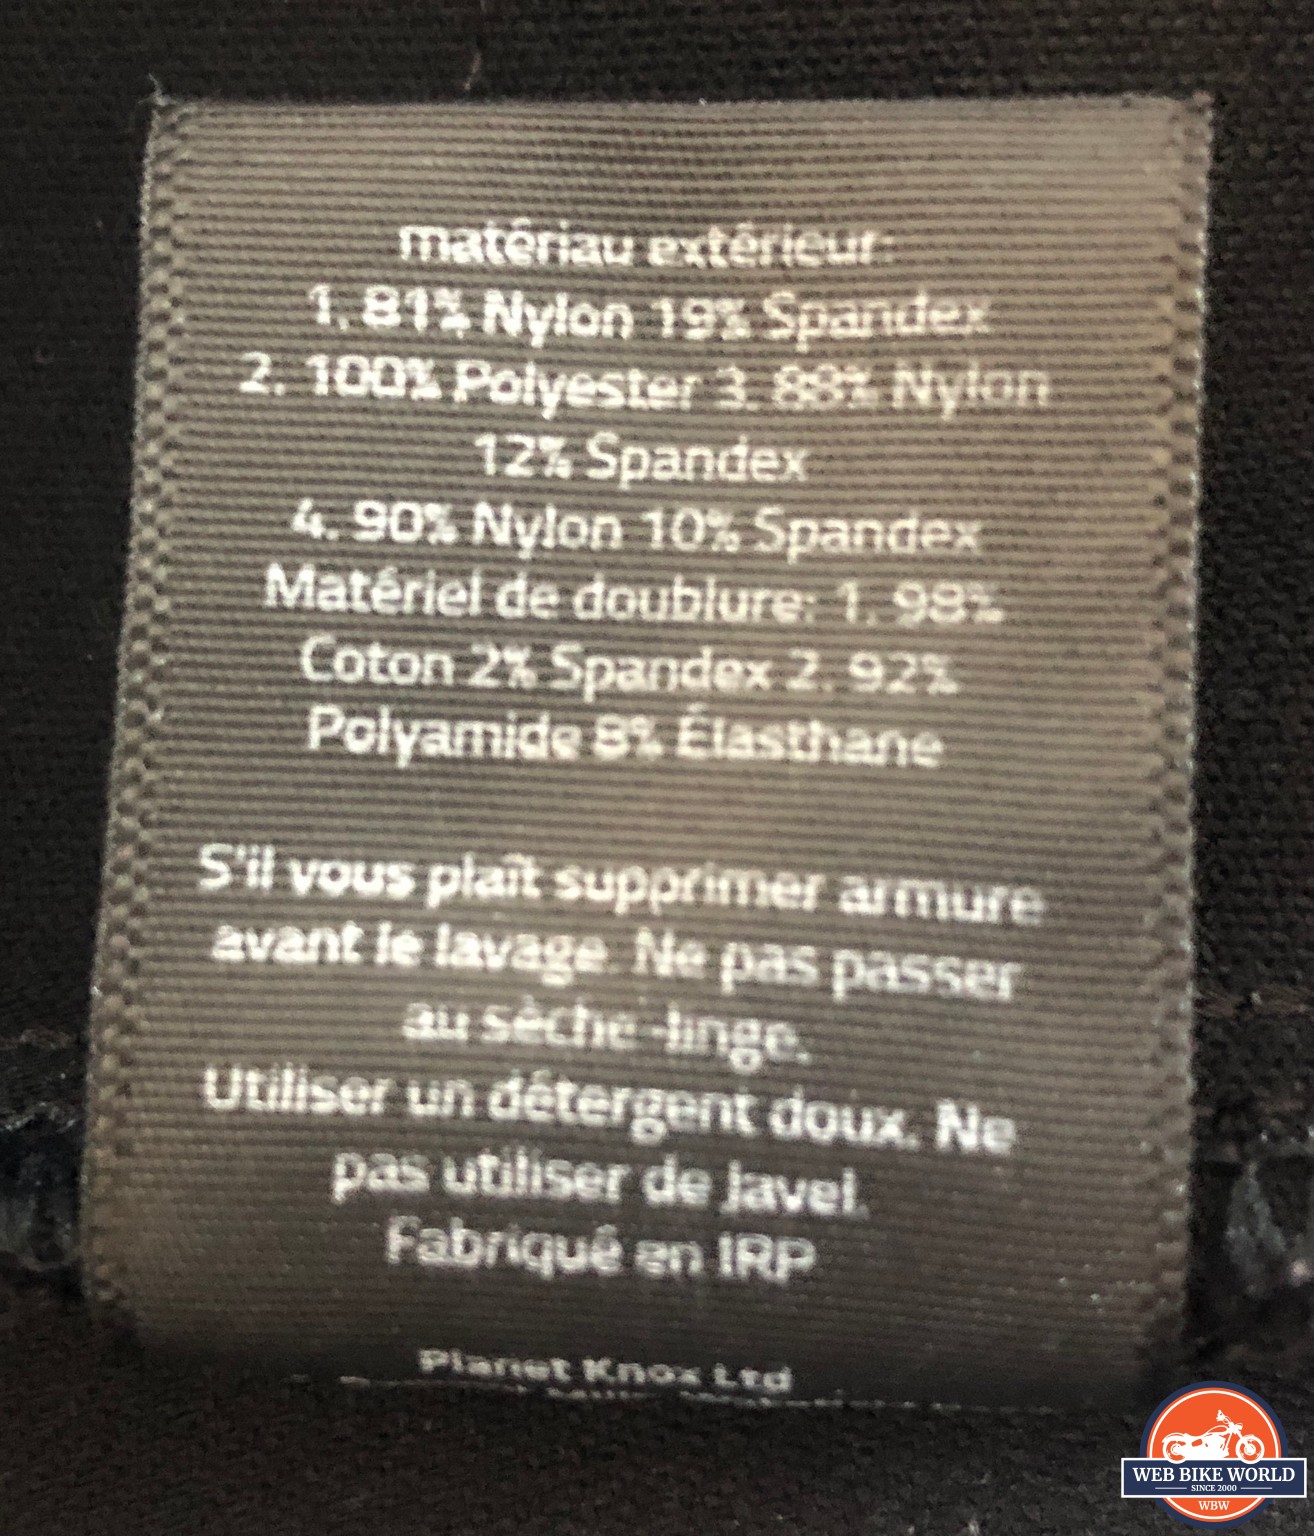 matériau extérieur:
1. 81% Nylon 19% Spandex
2. 100% Polyester 3. 88% Nylon
12% Spandex
4. 90% Nylon 10% Spandex
Matériel de doublure: 1. 98%
Coton 2% Spandex 2. 92%
Polyamide 8% Élasthane
S'il vous plaît supprimer armure
avant le lavage. Ne pas passer
au sèche-linge.
Utiliser un détergent doux. Ne
pas utiliser de Javel.
Fabriqué en IRP
Planet Knox Ltd
WEB BIKE WORLD
SINCE 2000
WBW